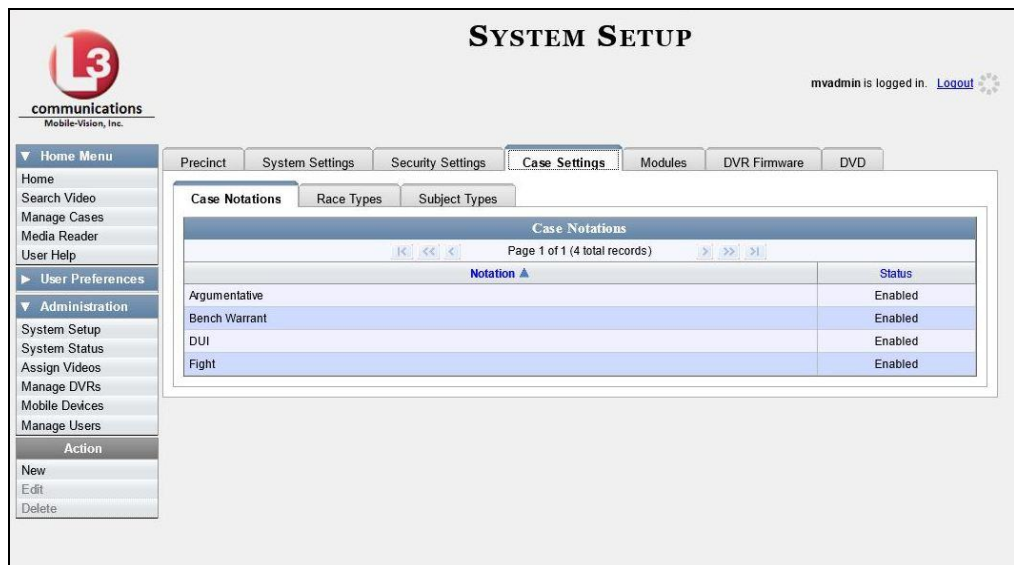 SYSTEM SETUP
L3
communications
Mobile-Vision, Inc.
mvadmin is logged in. Logout
▼ Home Menu
Home
Search Video
Manage Cases
Media Reader
User Help
► User Preferences
▼ Administration
System Setup
System Status
Assign Videos
Manage DVRs
Mobile Devices
Manage Users
Action
New
Edit
Delete
Precinct System Settings Security Settings Case Settings Modules DVR Firmware DVD
Case Notations Race Types Subject Types
Case Notations
|< << < Page 1 of 1 (4 total records) > >> >|
Notation ▲ Status
Argumentative Enabled
Bench Warrant Enabled
DUI Enabled
Fight Enabled